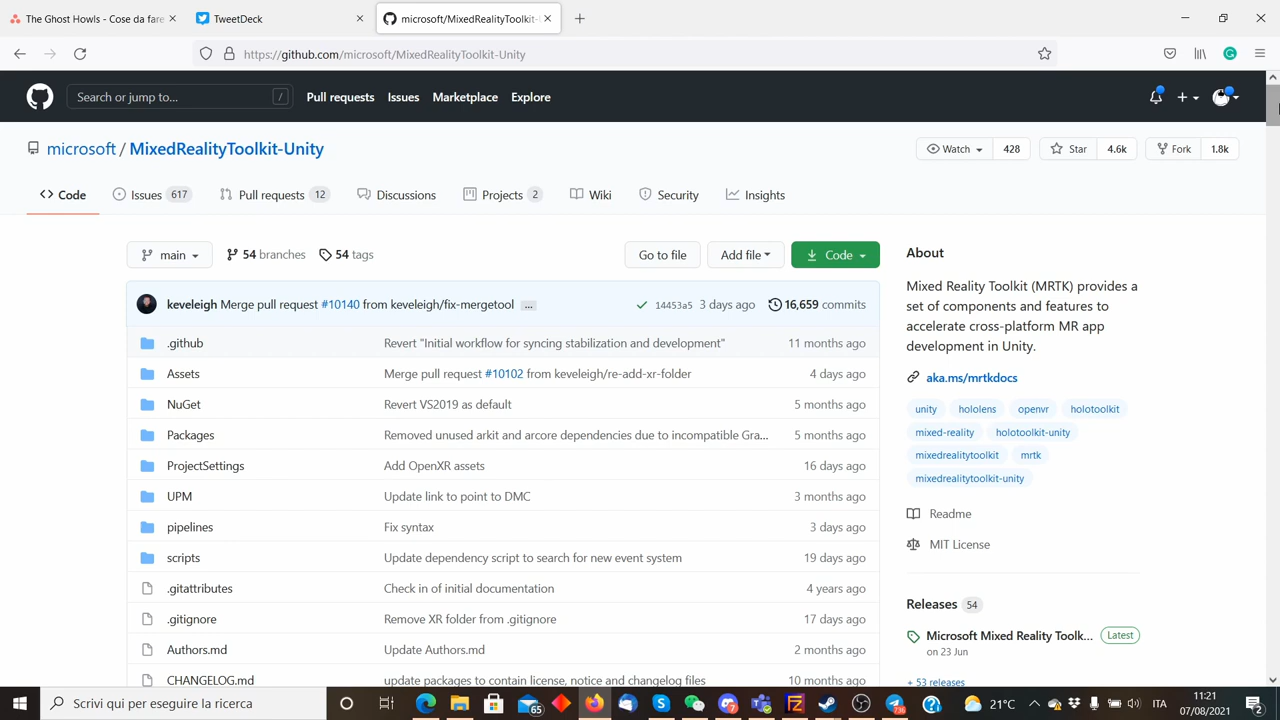 The Ghost Howls - Cose da fare
TweetDeck
microsoft/MixedRealityToolkit-
https://github.com/microsoft/MixedRealityToolkit-Unity
Search or jump to...
/
Pull requests
Issues
Marketplace
Explore
microsoft / MixedRealityToolkit-Unity
Watch
428
Star
4.6k
Fork
1.8k
Code
Issues 617
Pull requests 12
Discussions
Projects 2
Wiki
Security
Insights
main
54 branches
54 tags
Go to file
Add file
Code
keveleigh Merge pull request #10140 from keveleigh/fix-mergetool ...
14453a5 3 days ago
16,659 commits
.github Revert "Initial workflow for syncing stabilization and development" 11 months ago
Assets Merge pull request #10102 from keveleigh/re-add-xr-folder 4 days ago
NuGet Revert VS2019 as default 5 months ago
Packages Removed unused arkit and arcore dependencies due to incompatible Gra... 5 months ago
ProjectSettings Add OpenXR assets 16 days ago
UPM Update link to point to DMC 3 months ago
pipelines Fix syntax 3 days ago
scripts Update dependency script to search for new event system 19 days ago
.gitattributes Check in of initial documentation 4 years ago
.gitignore Remove XR folder from .gitignore 17 days ago
Authors.md Update Authors.md 2 months ago
CHANGELOG.md update packages to contain license, notice and changelog files 10 months ago
About
Mixed Reality Toolkit (MRTK) provides a
set of components and features to
accelerate cross-platform MR app
development in Unity.
aka.ms/mrtkdocs
unity hololens openvr holotoolkit
mixed-reality holotoolkit-unity
mixedrealitytoolkit mrtk
mixedrealitytoolkit-unity
Readme
MIT License
Releases 54
Microsoft Mixed Reality Toolk... Latest
on 23 Jun
+ 53 releases
Scrivi qui per eseguire la ricerca
65
21°C
ITA
11:21
07/08/2021
2